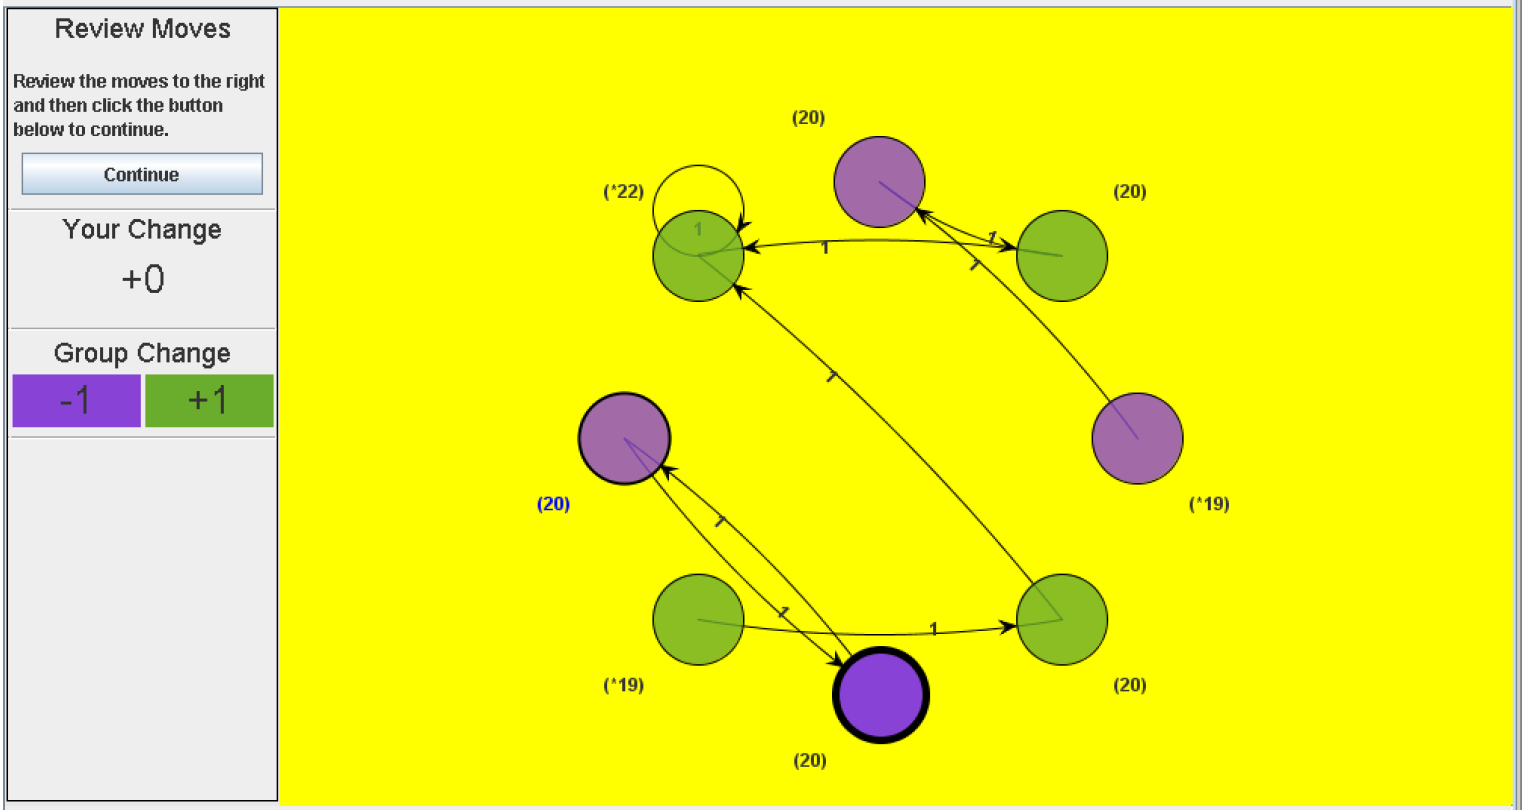 Review Moves
Review the moves to the right
and then click the button
below to continue.
Continue
Your Change
+0
Group Change
-1 +1
(20)
(*22) (20)
1
1 1
1
1
(20) (*19)
1
1
1
(*19) (20)
(20)